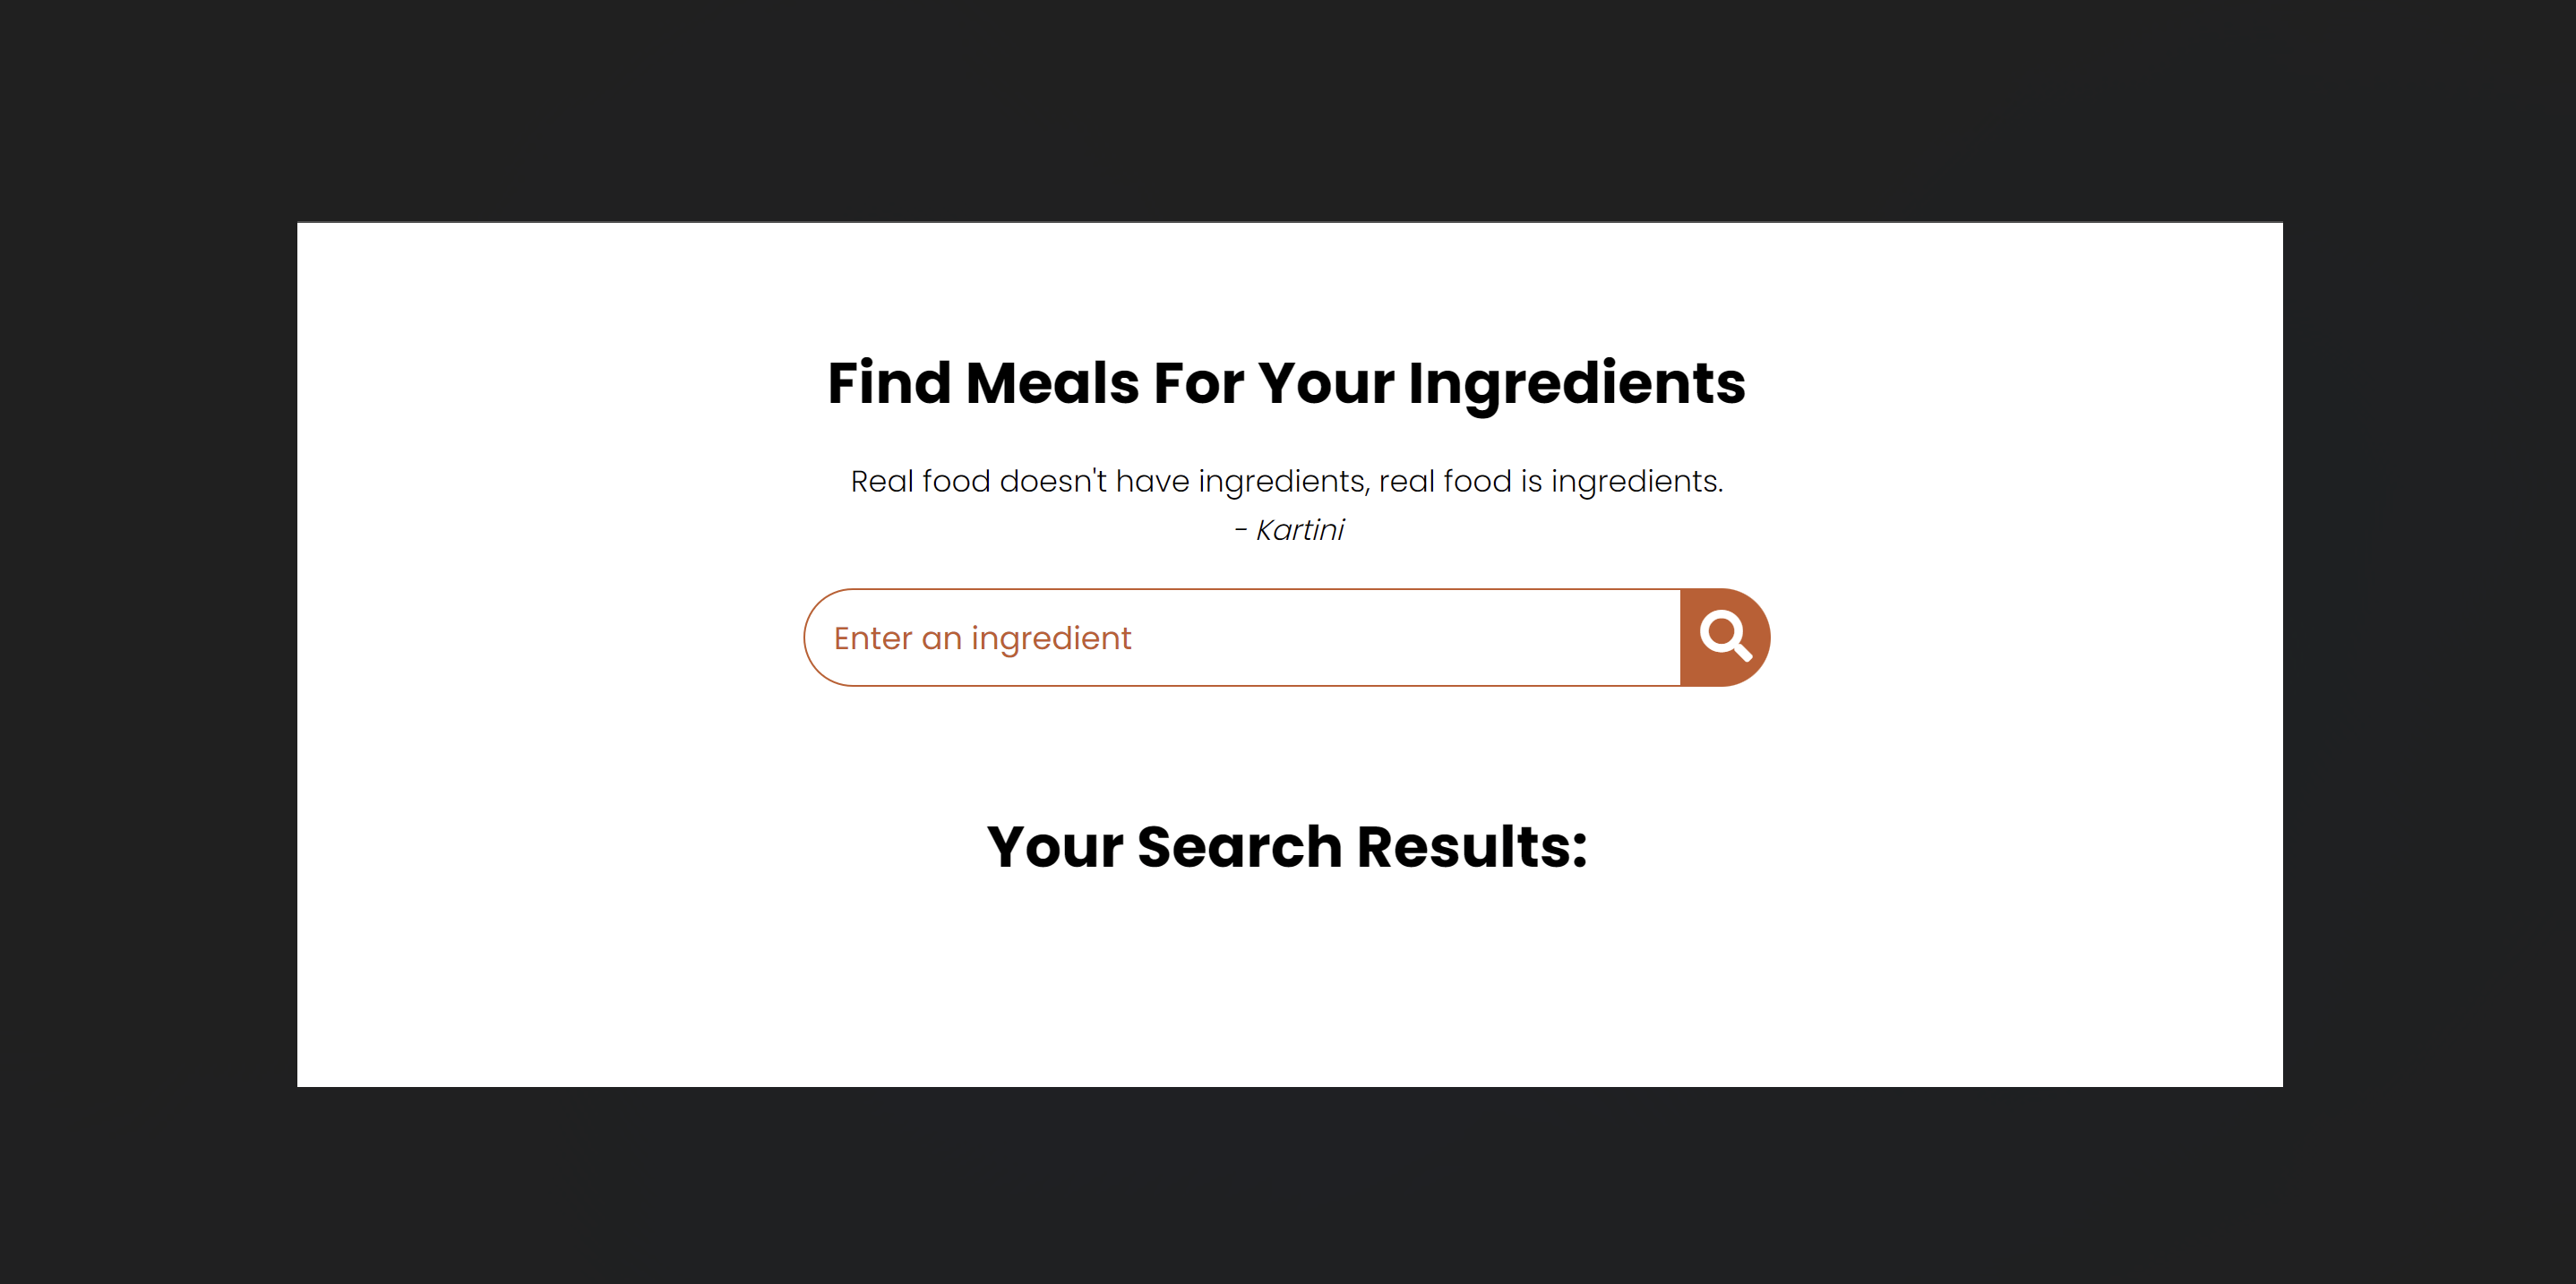 Find Meals For Your Ingredients
Real food doesn't have ingredients, real food is ingredients.
- Kartini
Enter an ingredient
Your Search Results: